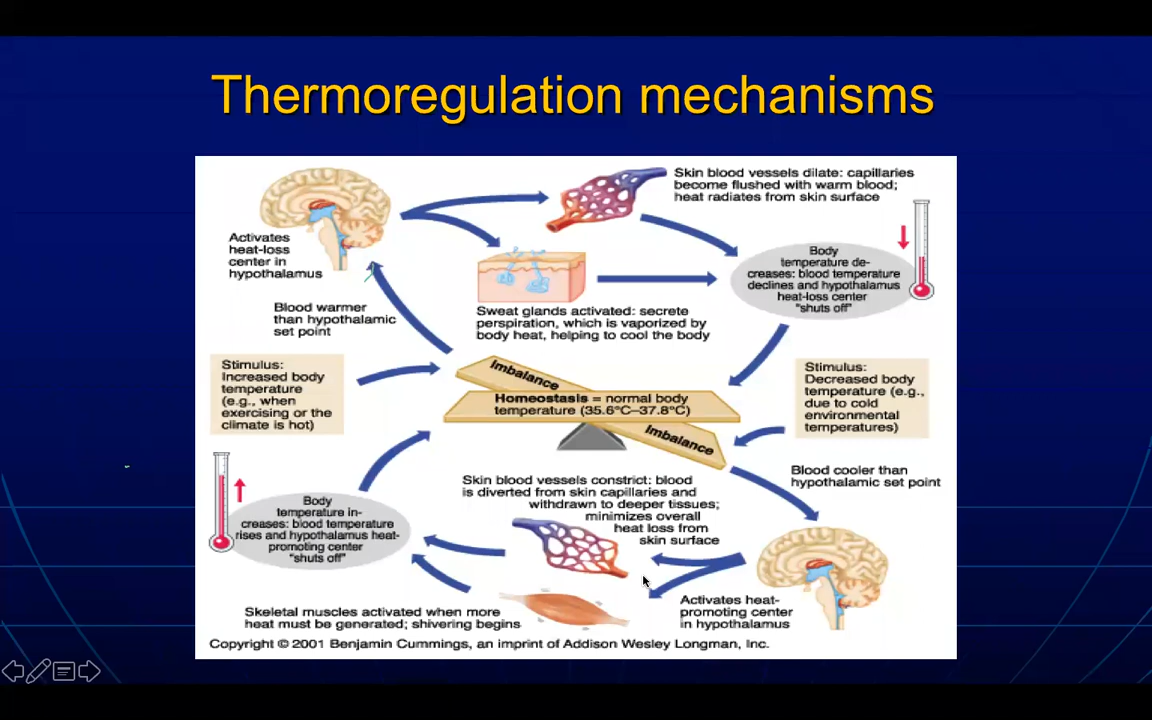 Thermoregulation mechanisms
Skin blood vessels dilate: capillaries
become flushed with warm blood;
heat radiates from skin surface
Activates
heat-loss
center in
hypothalamus
Body
temperature de-
creases: blood temperature
declines and hypothalamus
heat-loss center
"shuts off"
Blood warmer
than hypothalamic
set point
Sweat glands activated: secrete
perspiration, which is vaporized by
body heat, helping to cool the body
Stimulus:
Increased body
temperature
(e.g., when
exercising or the
climate is hot)
Imbalance
Homeostasis = normal body
temperature (35.6°C–37.8°C)
Imbalance
Stimulus:
Decreased body
temperature (e.g.,
due to cold
environmental
temperatures)
Blood cooler than
hypothalamic set point
Skin blood vessels constrict: blood
is diverted from skin capillaries and
withdrawn to deeper tissues;
minimizes overall
heat loss from
skin surface
Body
temperature in-
creases: blood temperature
rises and hypothalamus heat-
promoting center
"shuts off"
Activates heat-
promoting center
in hypothalamus
Skeletal muscles activated when more
heat must be generated; shivering begins
Copyright © 2001 Benjamin Cummings, an imprint of Addison Wesley Longman, Inc.